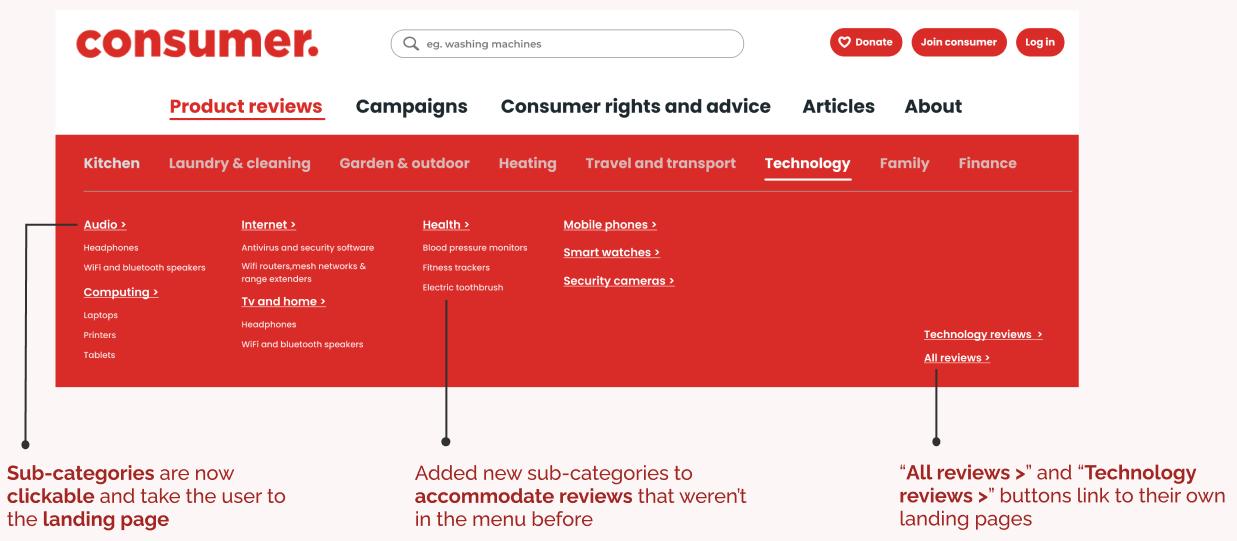 consumer.
eg. washing machines
Donate
Join consumer
Log in
Product reviews
Campaigns
Consumer rights and advice
Articles
About
Kitchen
Laundry & cleaning
Garden & outdoor
Heating
Travel and transport
Technology
Family
Finance
Audio >
Headphones
WiFi and bluetooth speakers
Computing >
Laptops
Printers
Tablets
Internet >
Antivirus and security software
Wifi routers,mesh networks &
range extenders
Tv and home >
Headphones
WiFi and bluetooth speakers
Health >
Blood pressure monitors
Fitness trackers
Electric toothbrush
Mobile phones >
Smart watches >
Security cameras >
Technology reviews >
All reviews >
Sub-categories are now
clickable and take the user to
the landing page
Added new sub-categories to
accommodate reviews that weren't
in the menu before
“All reviews >” and “Technology
reviews >” buttons link to their own
landing pages